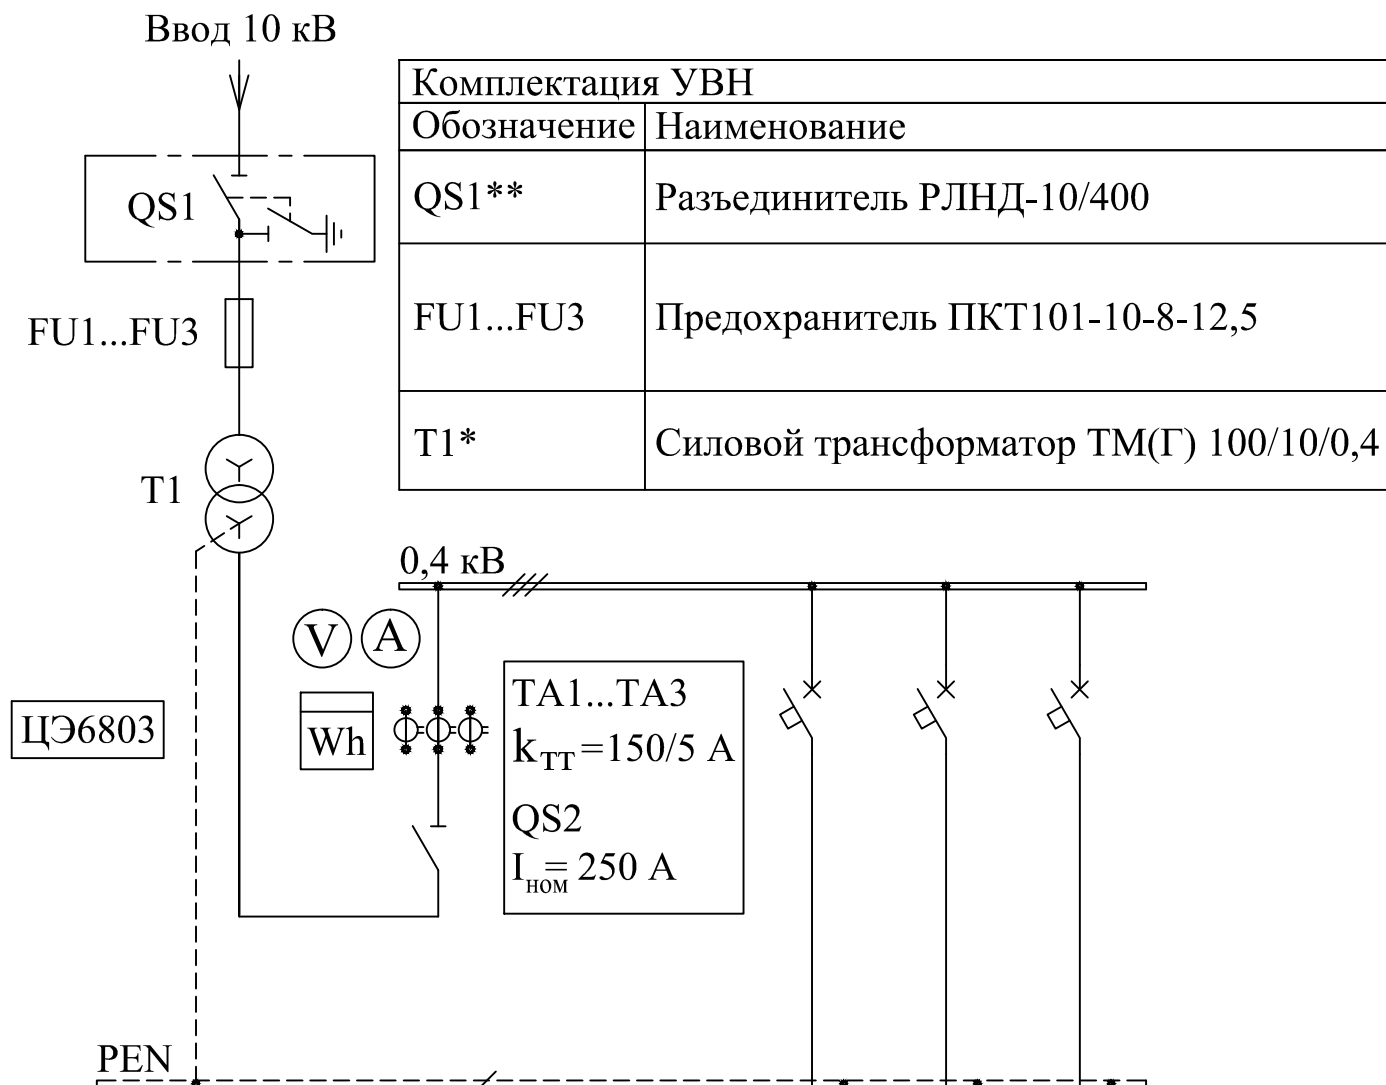 Ввод 10 кВ
Комплектация УВН
Обозначение Наименование
QS1** Разъединитель РЛНД-10/400
FU1...FU3 Предохранитель ПКТ101-10-8-12,5
T1* Силовой трансформатор ТМ(Г) 100/10/0,4
QS1
FU1...FU3
T1
0,4 кВ
V A
ЦЭ6803
Wh
TA1...TA3
kТТ=150/5 А
QS2
Iном= 250 А
PEN